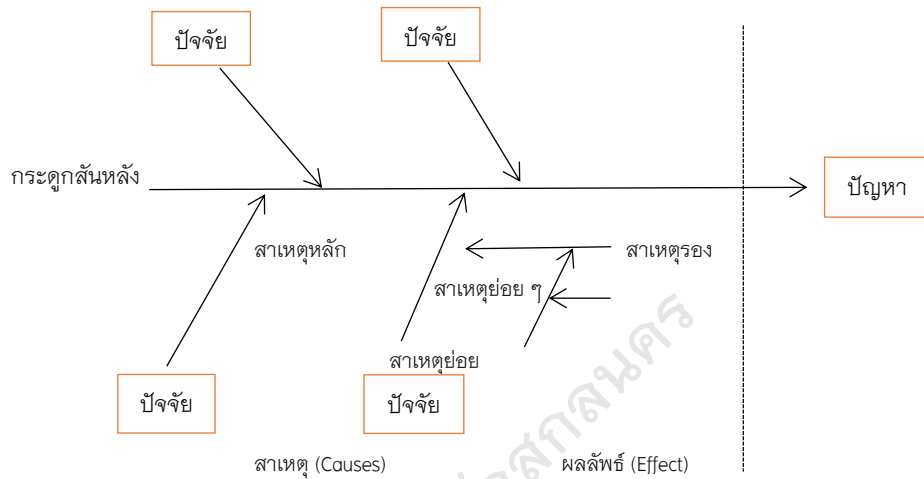 ปัจจัย
ปัจจัย
กระดูกสันหลัง
ปัญหา
สาเหตุหลัก
สาเหตุรอง
สาเหตุย่อย ๆ
สาเหตุย่อย
ปัจจัย
ปัจจัย
สาเหตุ (Causes)
ผลลัพธ์ (Effect)